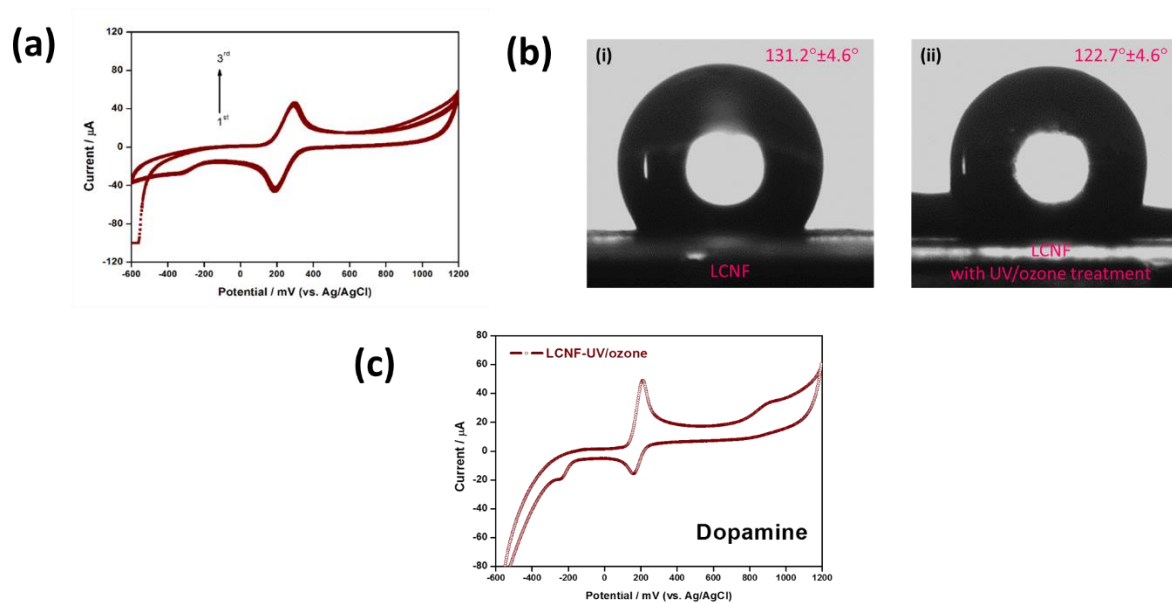 (a)
120
80
40
0
-40
-80
-120
3rd
1st
Current / μA
-600 -400 -200 0 200 400 600 800 1000 1200
Potential / mV (vs. Ag/AgCl)
(b)
(i)
131.2°±4.6°
LCNF
(ii)
122.7°±4.6°
LCNF
with UV/ozone treatment
(c)
80
60
40
20
0
-20
-40
-60
-80
LCNF-UV/ozone
Current / μA
Dopamine
-600 -400 -200 0 200 400 600 800 1000 1200
Potential / mV (vs. Ag/AgCl)